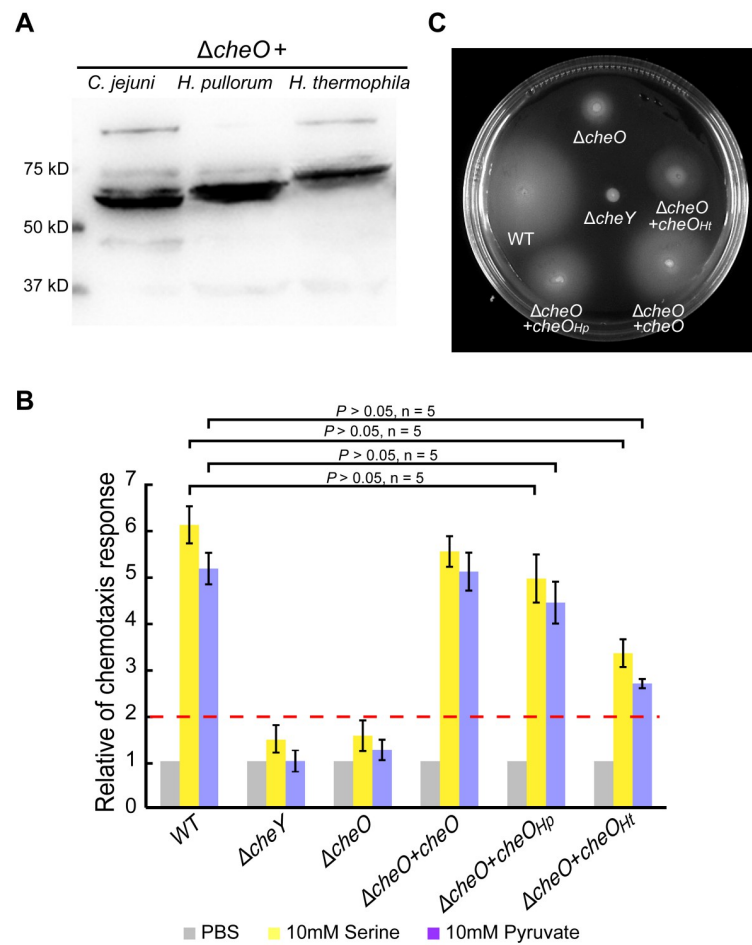 A
ΔcheO +
C. jejuni H. pullorum H. thermophila
75 kD
50 kD
37 kD
C
ΔcheO
WT
ΔcheY
ΔcheO
+cheOHt
ΔcheO
+cheOHp
ΔcheO
+cheO
B
P > 0.05, n = 5
P > 0.05, n = 5
P > 0.05, n = 5
P > 0.05, n = 5
Relative of chemotaxis response
7
6
5
4
3
2
1
0
WT
ΔcheY
ΔcheO
ΔcheO+cheO
ΔcheO+cheOHp
ΔcheO+cheOHt
PBS 10mM Serine 10mM Pyruvate